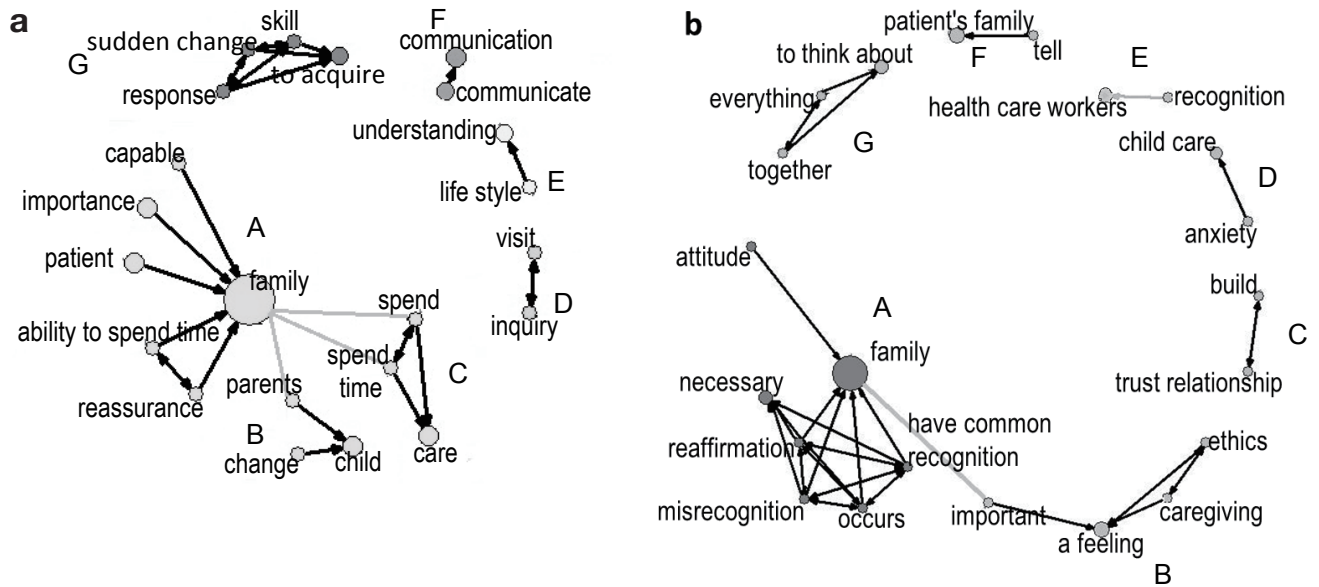 a
skill
sudden change
G
to acquire
response
F
communication
communicate
understanding
life style
E
capable
importance
A
patient
family
visit
D
inquiry
ability to spend time
spend
spend
time
C
reassurance
parents
B
change
child
care
b
patient's family
tell
F
to think about
everything
G
together
E
health care workers
recognition
child care
D
anxiety
attitude
A
build
C
trust relationship
family
necessary
have common
recognition
reaffirmation
misrecognition
occurs
important
ethics
caregiving
a feeling
B